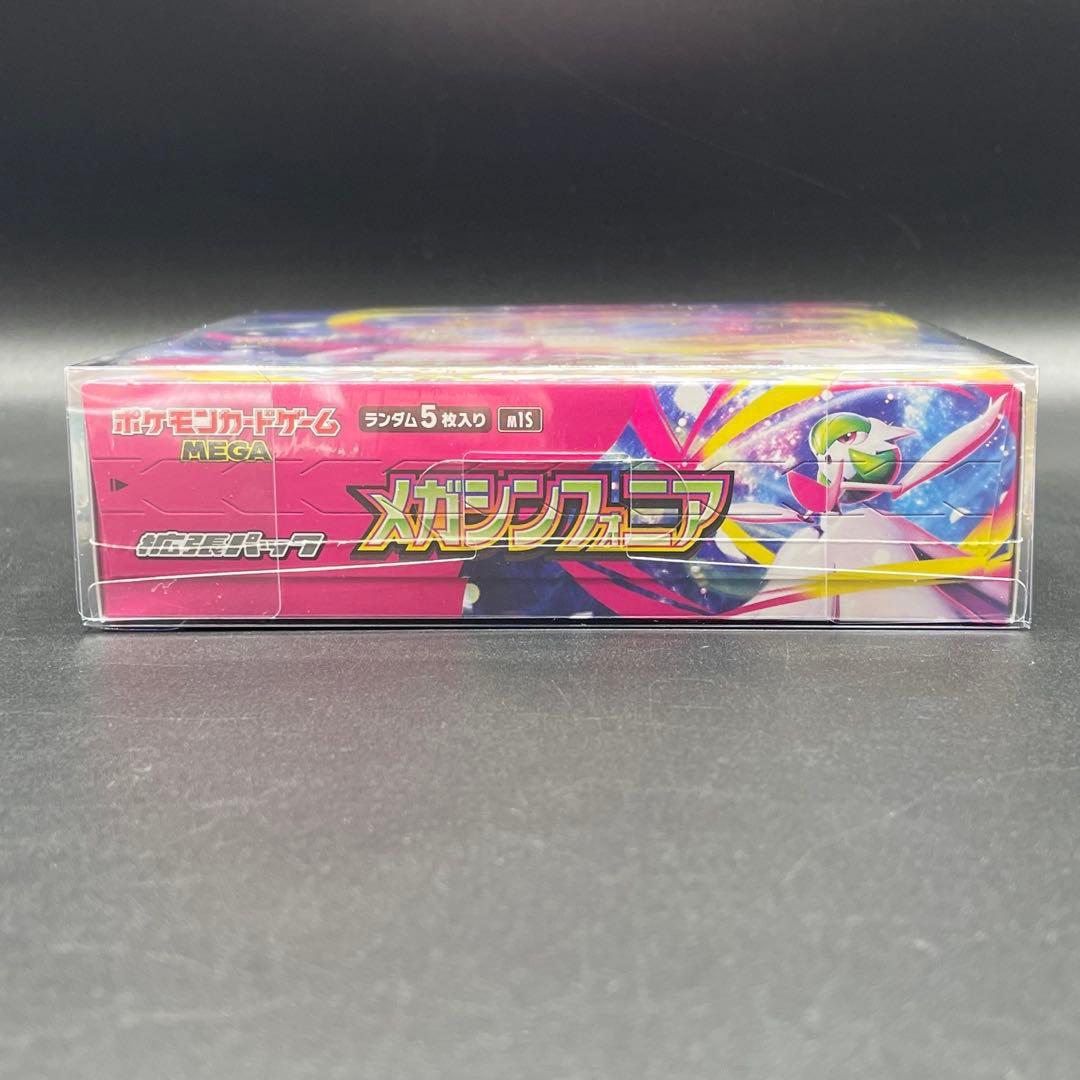 ポケモンカードゲーム
MEGA
ランダム5枚入り m1S
拡張パック
メガシンフォニア